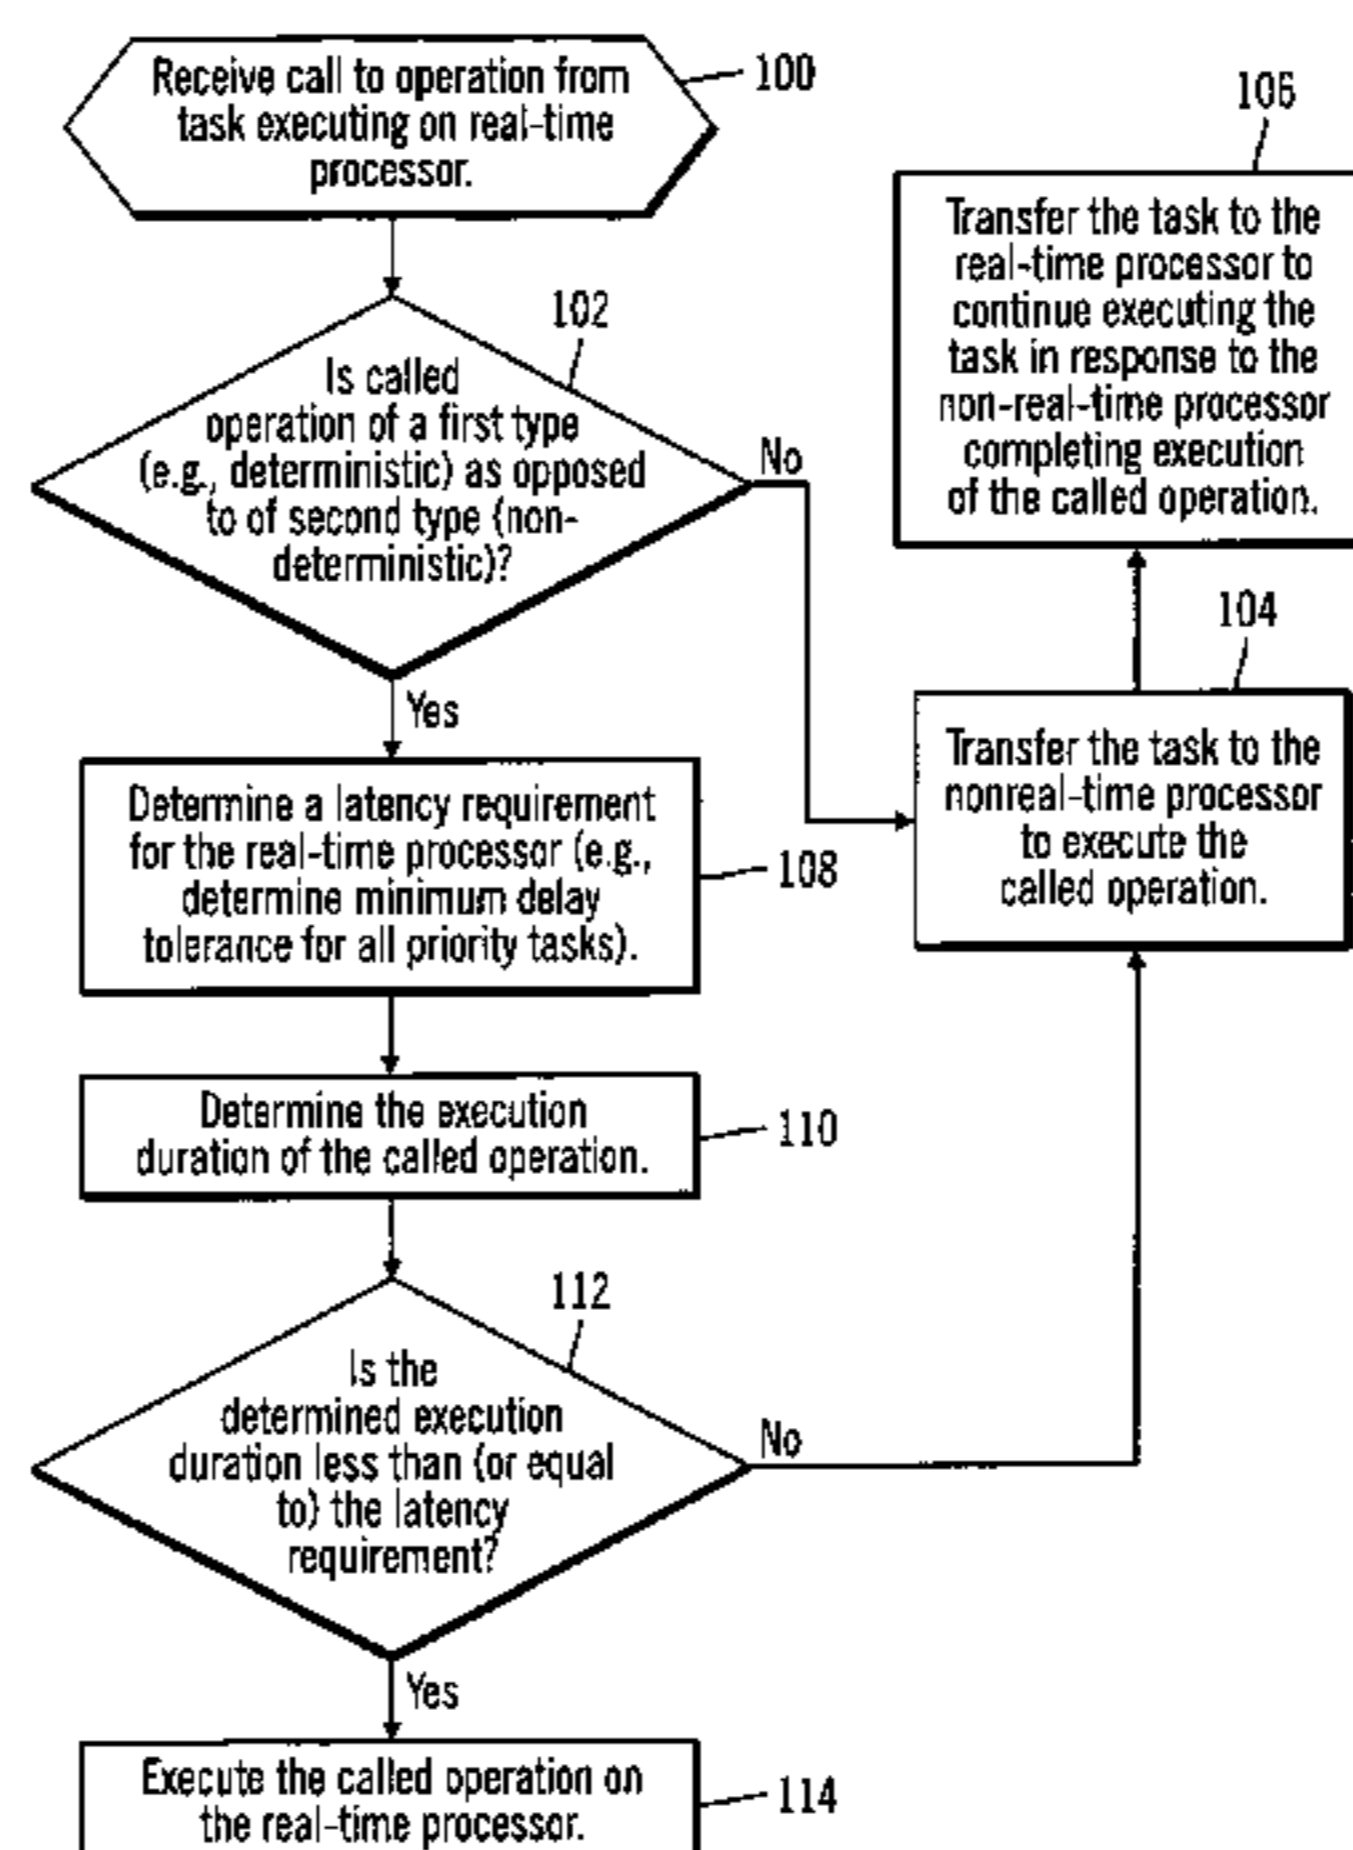 Receive call to operation from
task executing on real-time
processor.
100
102
Is called
operation of a first type
(e.g., deterministic) as opposed
to of second type (non-
deterministic)?
No
Yes
106
Transfer the task to the
real-time processor to
continue executing the
task in response to the
non-real-time processor
completing execution
of the called operation.
104
Transfer the task to the
nonreal-time processor
to execute the
called operation.
Determine a latency requirement
for the real-time processor (e.g.,
determine minimum delay
tolerance for all priority tasks).
108
Determine the execution
duration of the called operation.
110
112
Is the
determined execution
duration less than (or equal
to) the latency
requirement?
No
Yes
Execute the called operation on
the real-time processor.
114